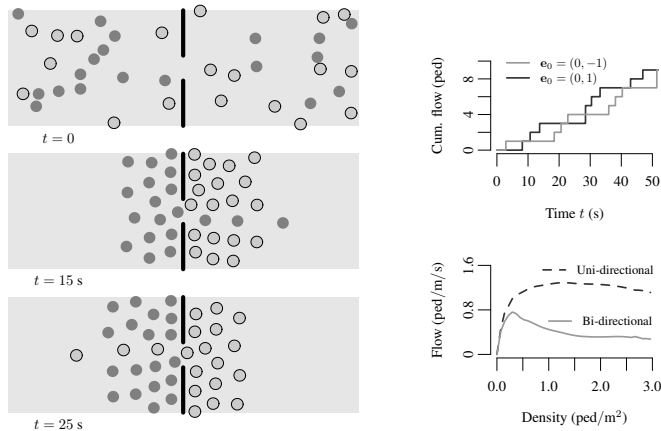 t = 0
t = 15 s
t = 25 s
Cum. flow (ped)
0 4 8
e₀ = (0, −1)
e₀ = (0, 1)
0 10 20 30 40 50
Time t (s)
Flow (ped/m/s)
0.0 0.8 1.6
Uni-directional
Bi-directional
0.0 1.0 2.0 3.0
Density (ped/m²)